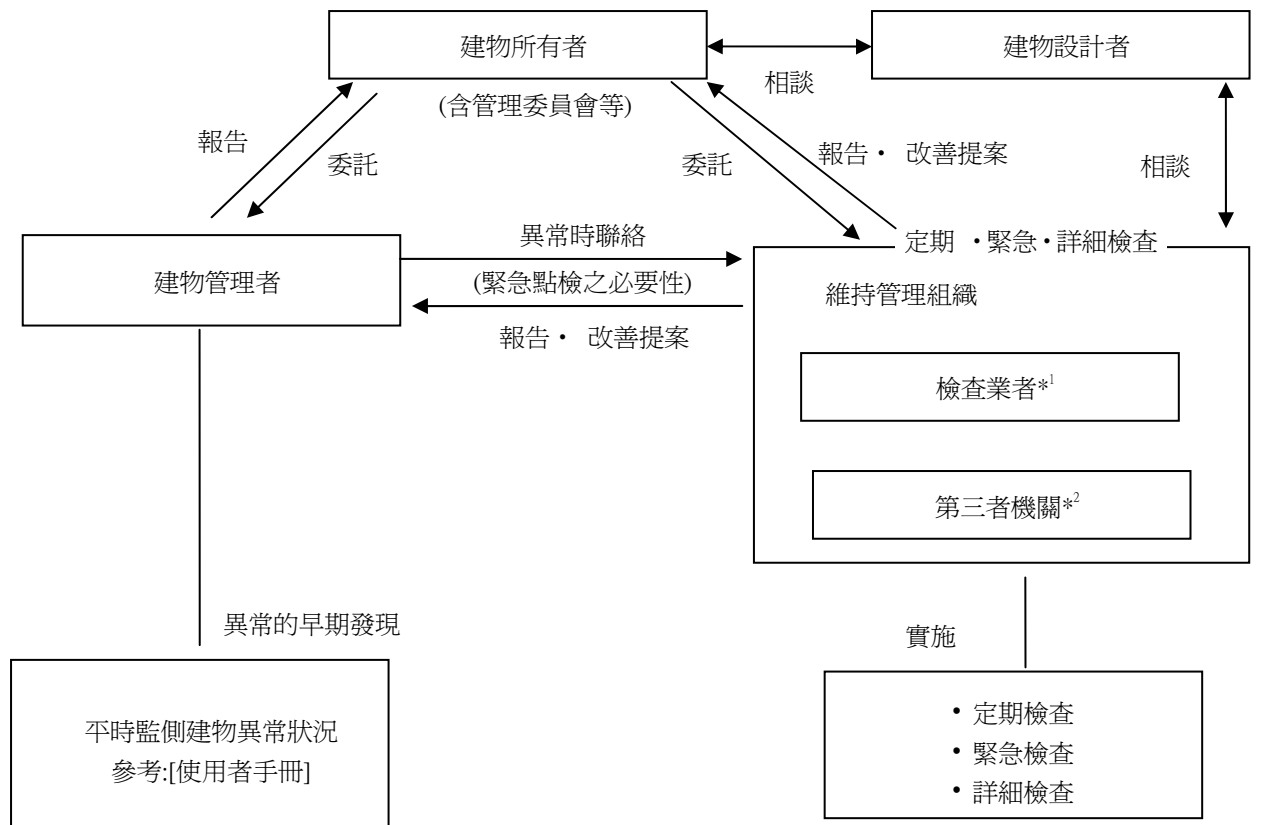 建物所有者
建物設計者
相談
(含管理委員會等)
報告
委託
委託
報告・ 改善提案
相談
異常時聯絡
定期 ・緊急・詳細檢查
建物管理者
(緊急點檢之必要性)
維持管理組織
報告・ 改善提案
檢查業者*1
第三者機關*2
異常的早期發現
實施
平時監側建物異常狀況
參考:[使用者手冊]
• 定期檢查
• 緊急檢查
• 詳細檢查